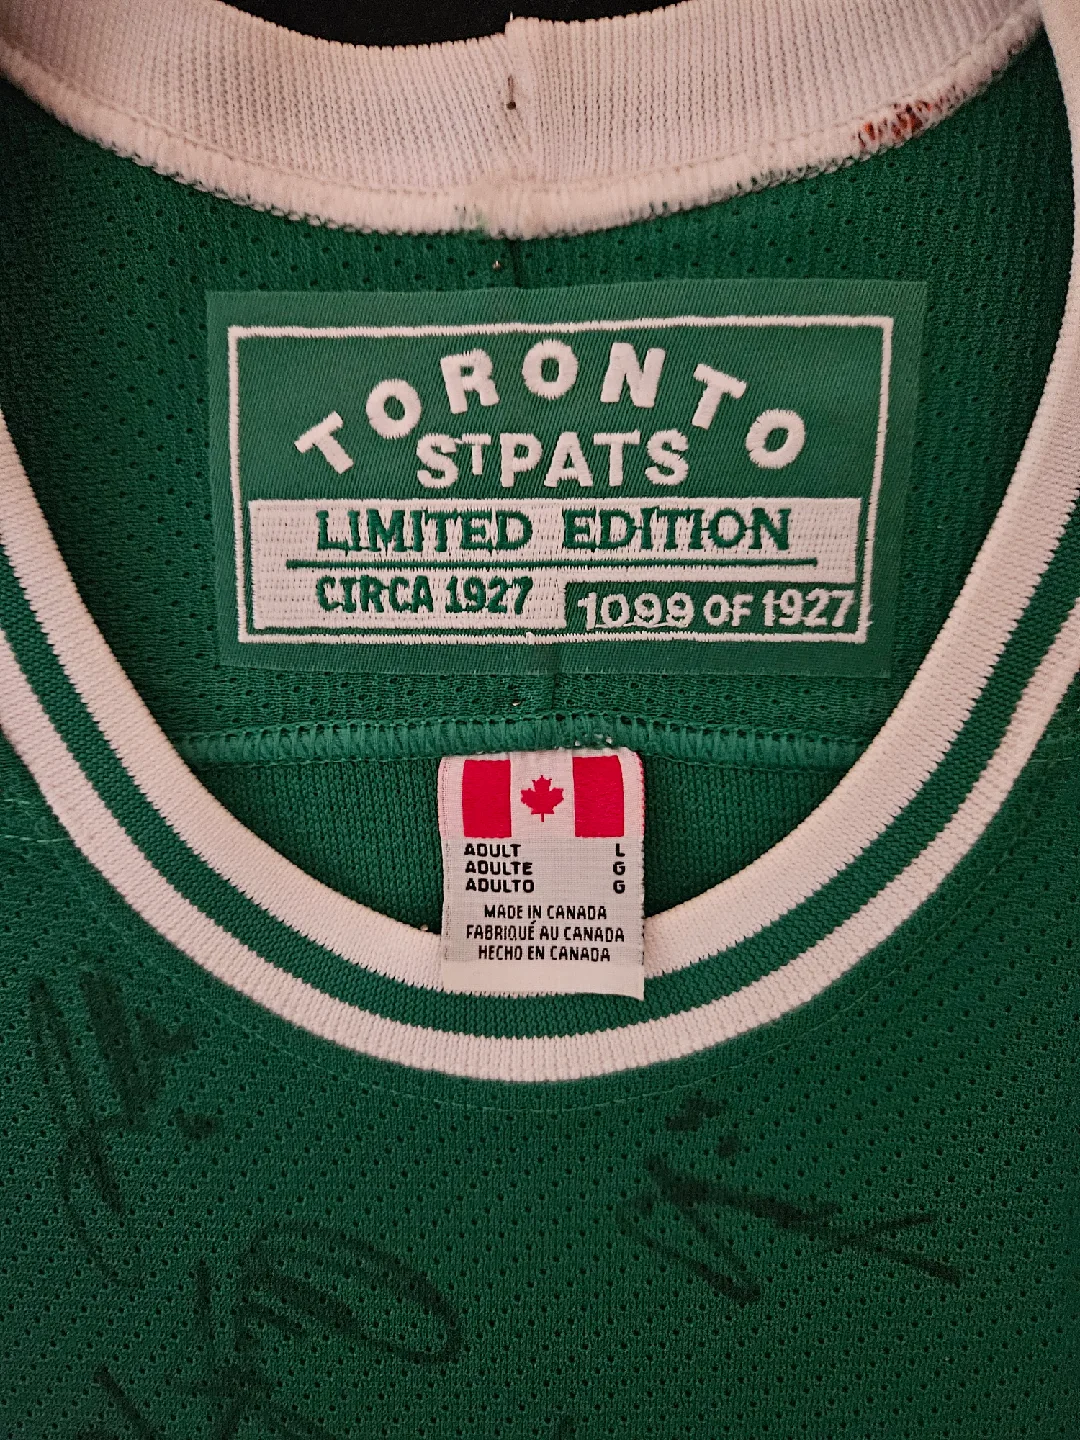 TORONTO
STPATS
LIMITED EDITION
CIRCA 1927
1099 OF 1927
ADULT L
ADULTE G
ADULTO G
MADE IN CANADA
FABRIQUÉ AU CANADA
HECHO EN CANADA